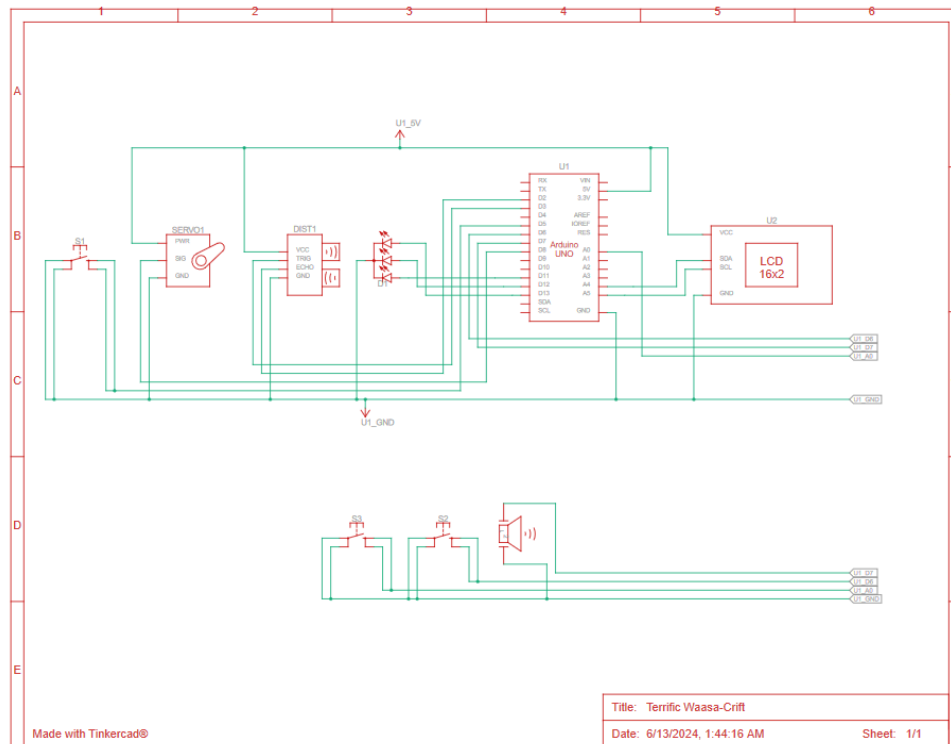 1 2 3 4 5 6
A
B
C
D
E
U1_5V
S1
SERVO1
PWR
SIG
GND
DIST1
VCC
TRIG
ECHO
GND
D1
U1
Arduino
UNO
RX
TX
D2
D3
D4
D5
D6
D7
D8
D9
D10
D11
D12
D13
SDA
SCL
VIN
5V
3.3V
AREF
IOREF
RES
A0
A1
A2
A3
A4
A5
GND
U2
VCC
SDA
SCL
GND
LCD
16x2
U1_D6
U1_D7
U1_A0
U1_GND
U1_GND
S3
S2
U1_D7
U1_D6
U1_A0
U1_GND
Title: Terrific Waasa-Crift
Made with Tinkercad®
Date: 6/13/2024, 1:44:16 AM Sheet: 1/1